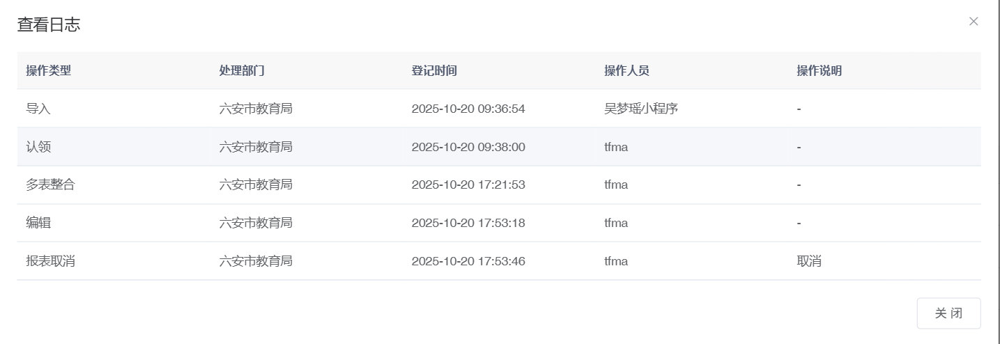 查看日志
操作类型 处理部门 登记时间 操作人员 操作说明
导入 六安市教育局 2025-10-20 09:36:54 吴梦瑶小程序 -
认领 六安市教育局 2025-10-20 09:38:00 tfma -
多表整合 六安市教育局 2025-10-20 17:21:53 tfma -
编辑 六安市教育局 2025-10-20 17:53:18 tfma -
报表取消 六安市教育局 2025-10-20 17:53:46 tfma 取消
关 闭